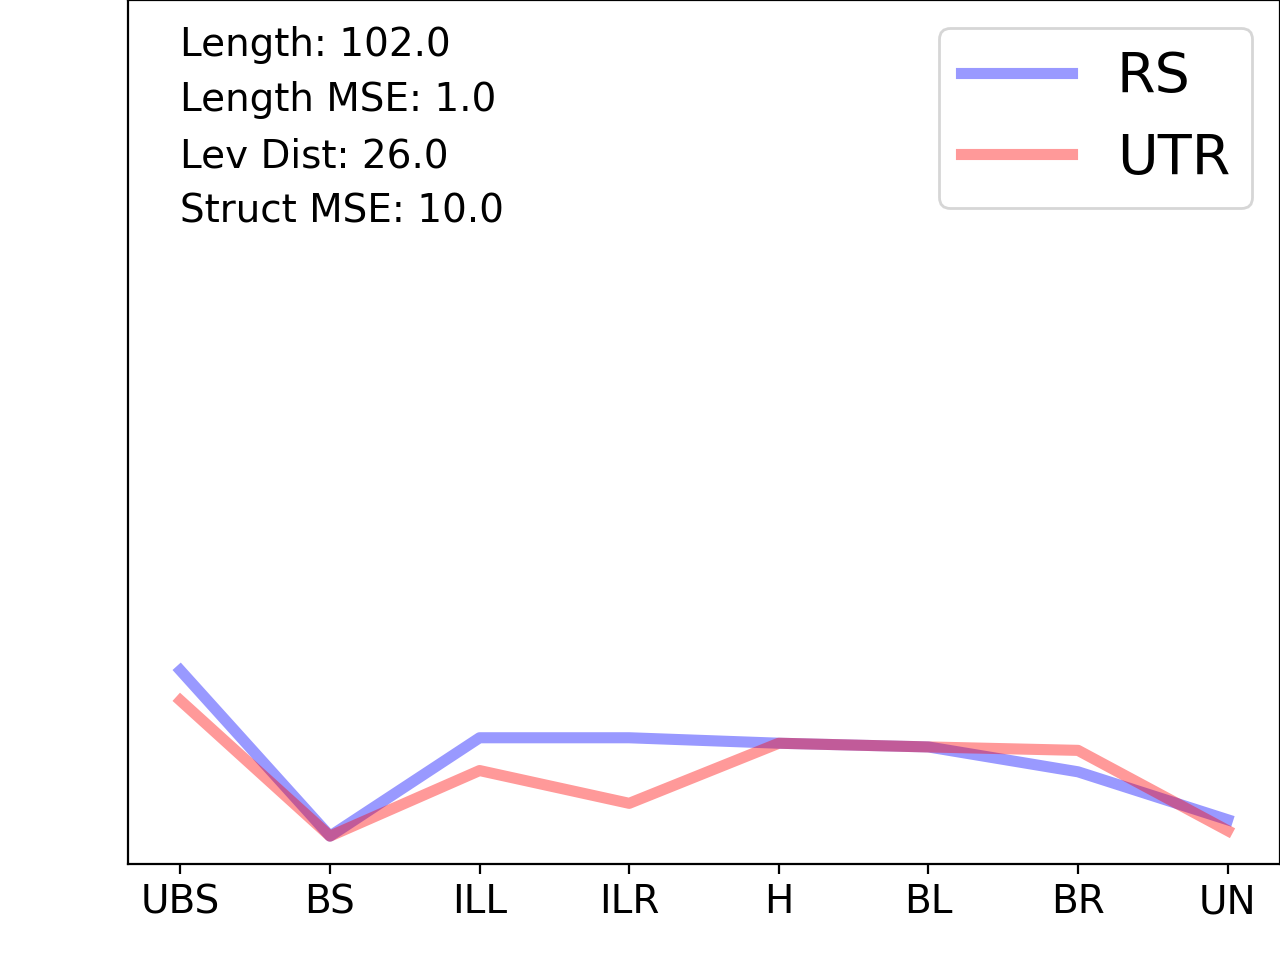 Length: 102.0
Length MSE: 1.0
Lev Dist: 26.0
Struct MSE: 10.0
RS
UTR
UBS BS ILL ILR H BL BR UN